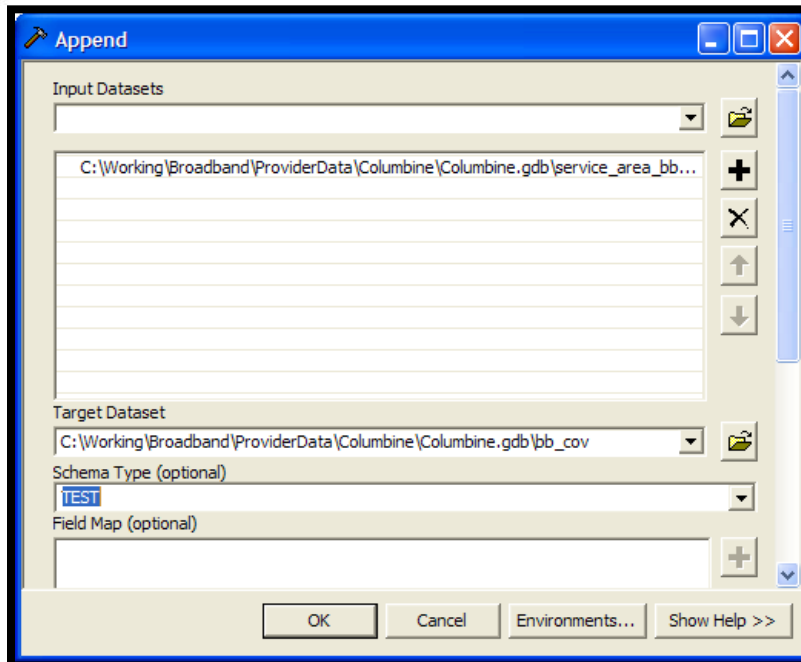 Append
Input Datasets
C:\Working\Broadband\ProviderData\Columbine\Columbine.gdb\service_area_bb...
Target Dataset
C:\Working\Broadband\ProviderData\Columbine\Columbine.gdb\bb_cov
Schema Type (optional)
TEST
Field Map (optional)
OK Cancel Environments... Show Help >>